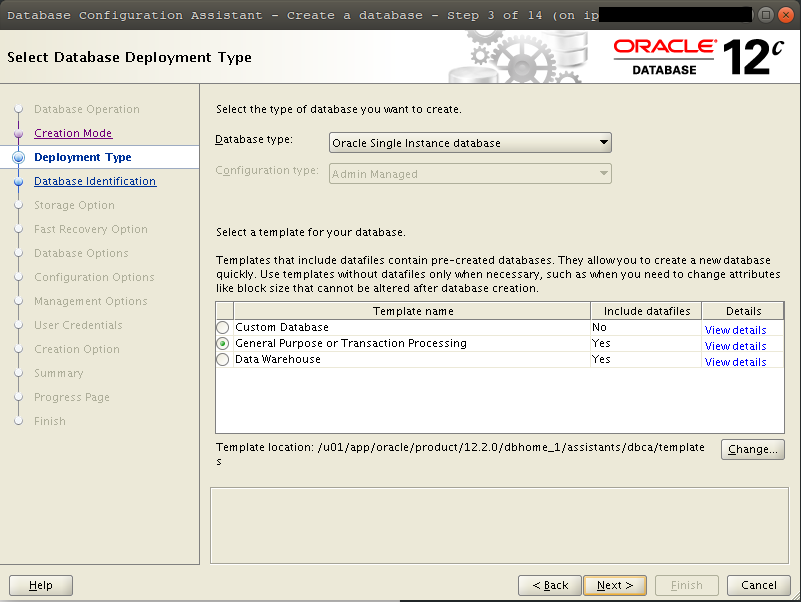 Database Configuration Assistant - Create a database - Step 3 of 14 (on ip
Select Database Deployment Type
ORACLE
DATABASE
12c
Database Operation
Creation Mode
Deployment Type
Database Identification
Storage Option
Fast Recovery Option
Database Options
Configuration Options
Management Options
User Credentials
Creation Option
Summary
Progress Page
Finish
Select the type of database you want to create.
Database type: Oracle Single Instance database
Configuration type: Admin Managed
Select a template for your database.
Templates that include datafiles contain pre-created databases. They allow you to create a new database
quickly. Use templates without datafiles only when necessary, such as when you need to change attributes
like block size that cannot be altered after database creation.
Template name Include datafiles Details
Custom Database No View details
General Purpose or Transaction Processing Yes View details
Data Warehouse Yes View details
Template location: /u01/app/oracle/product/12.2.0/dbhome_1/assistants/dbca/template
s
Change...
Help < Back Next > Finish Cancel